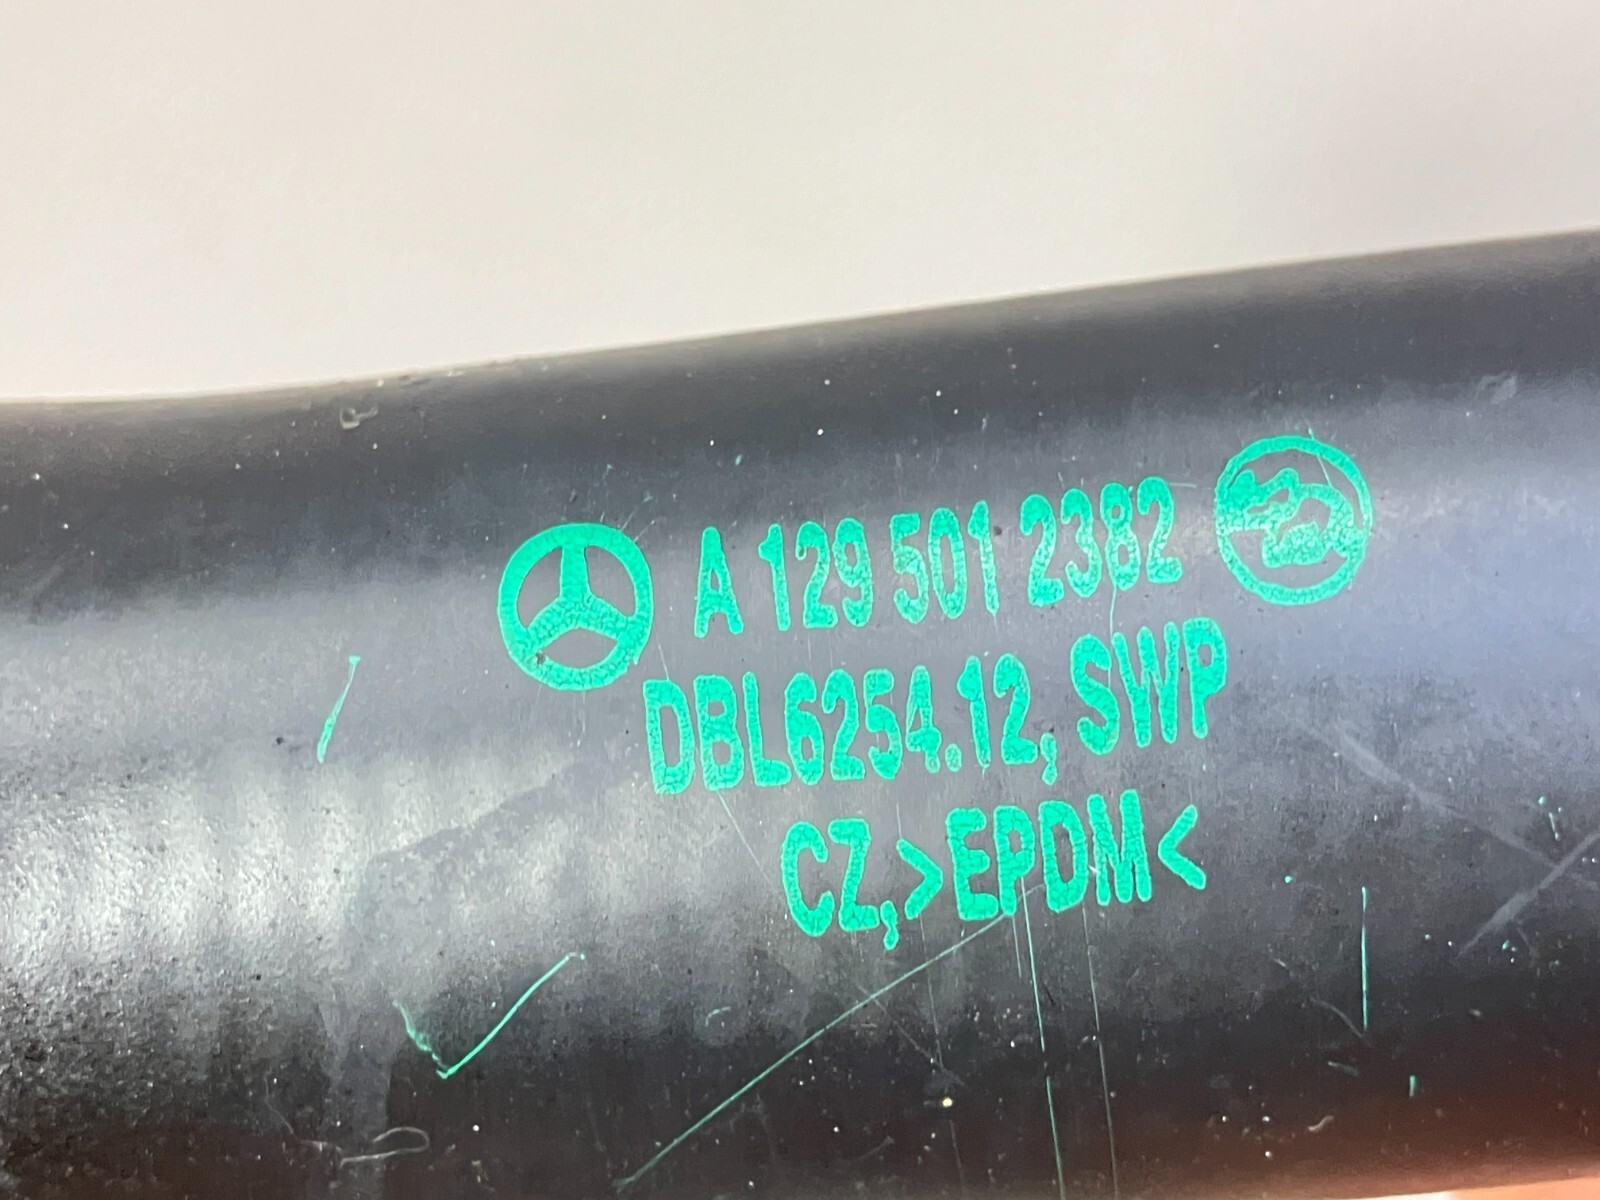 A 129 501 2382
DBL6254.12, SWP
CZ,>EPDM<